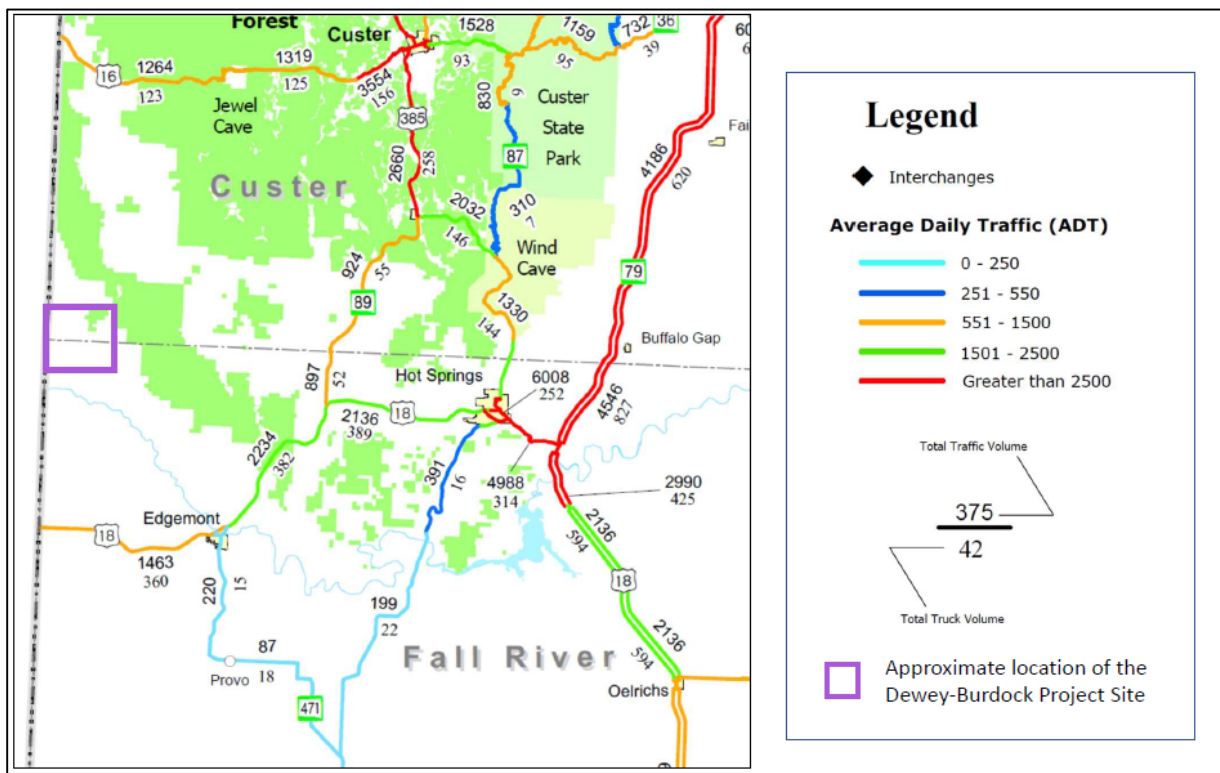 Forest
Custer
1528
93
1159
95
732
39
36
60
6
16
1264
123
1319
125
3554
156
Jewel
Cave
385
830
9
Custer
State
Park
87
4186
620
Fai
Custer
2660
258
2032
146
310
7
Wind
Cave
79
924
55
89
1330
144
Buffalo Gap
897
52
Hot Springs
6008
252
4546
827
2136
389
18
2234
382
391
16
4988
314
2990
425
Edgemont
18
1463
360
2136
594
18
220
15
199
22
87
18
Provo
Fall River
2136
594
Oelrichs
471
Legend
Interchanges
Average Daily Traffic (ADT)
0 - 250
251 - 550
551 - 1500
1501 - 2500
Greater than 2500
Total Traffic Volume
375
42
Total Truck Volume
Approximate location of the
Dewey-Burdock Project Site